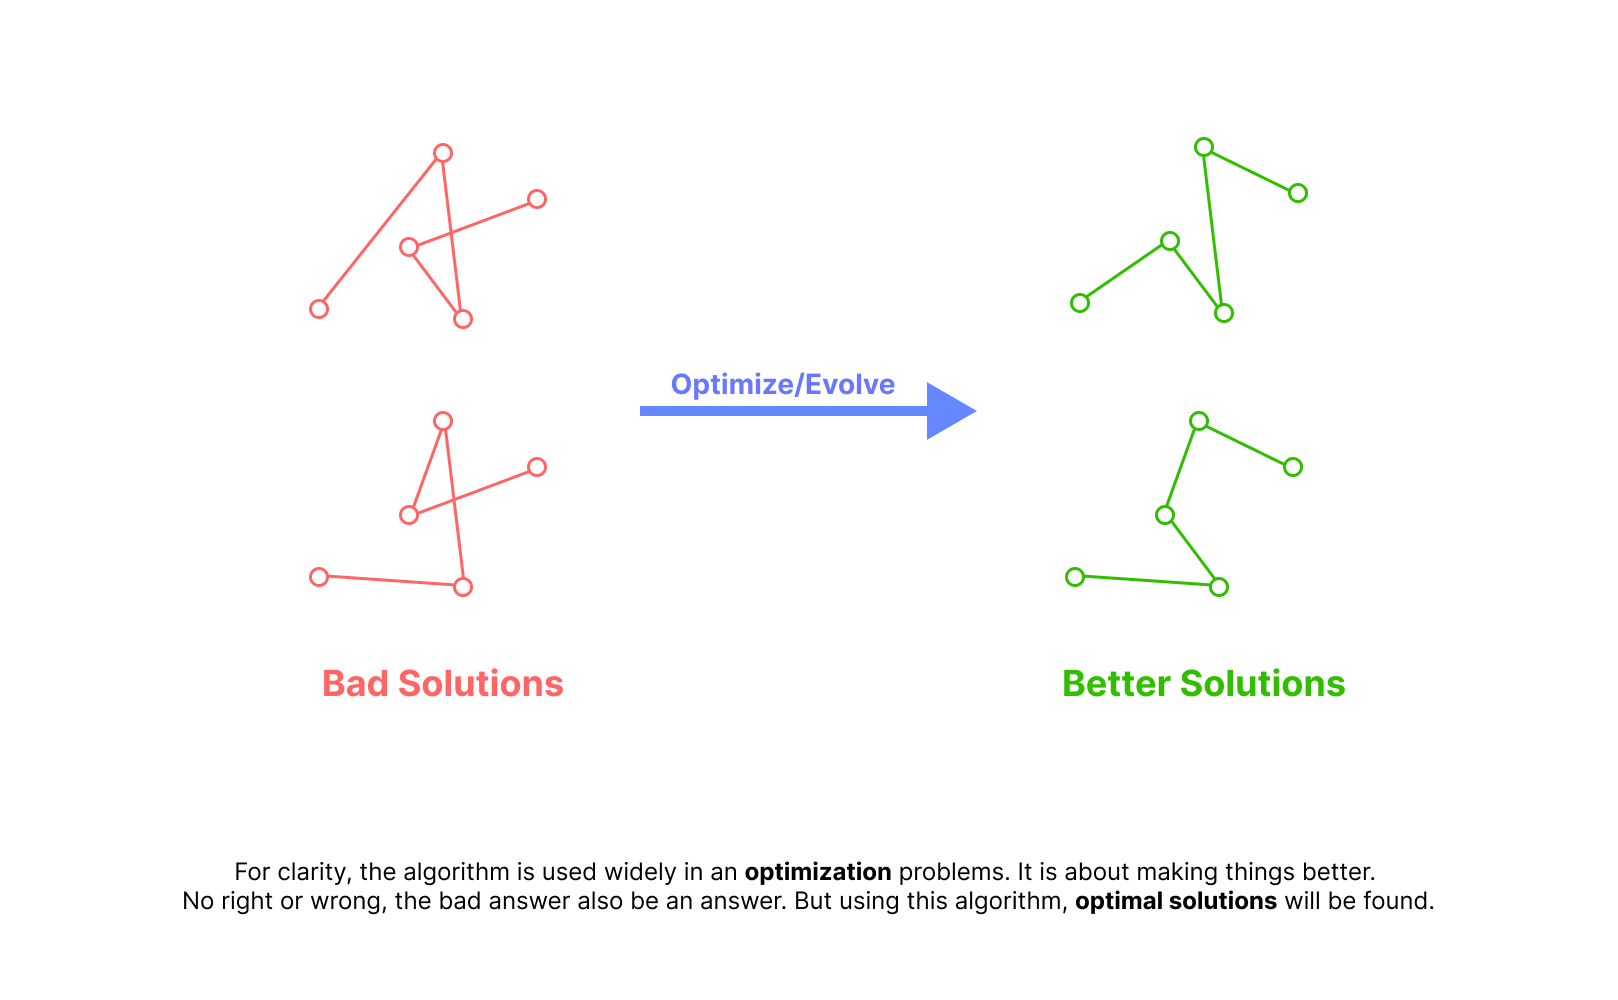 Optimize/Evolve
Bad Solutions
Better Solutions
For clarity, the algorithm is used widely in an optimization problems. It is about making things better.
No right or wrong, the bad answer also be an answer. But using this algorithm, optimal solutions will be found.